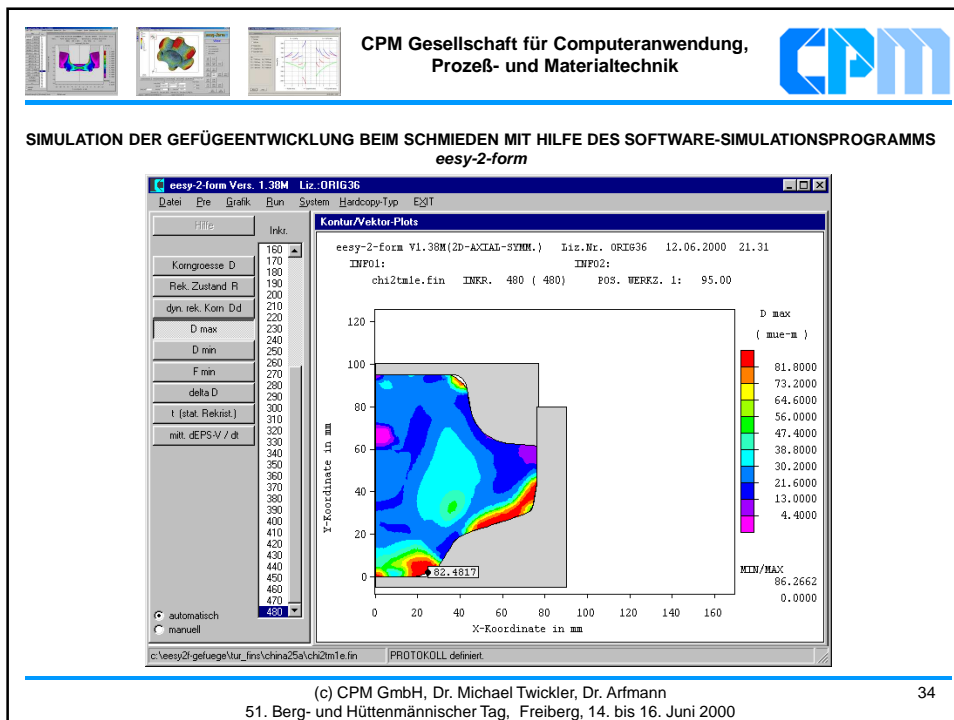 CPM Gesellschaft für Computeranwendung,
Prozeß- und Materialtechnik
CPM
SIMULATION DER GEFÜGEENTWICKLUNG BEIM SCHMIEDEN MIT HILFE DES SOFTWARE-SIMULATIONSPROGRAMMS
eesy-2-form
eesy-2-form Vers. 1.38M Liz.:ORIG36
Datei Pre Grafik Run System Hardcopy-Typ EXIT
Hilfe
Inkr.
Korngroesse D
Rek. Zustand R
dyn. rek. Korn Dd
D max
D min
F min
delta D
t (stat. Rekrist.)
mitt. dEPS-V / dt
automatisch
manuell
160
170
180
190
200
210
220
230
240
250
260
270
280
290
300
310
320
330
340
350
360
370
380
390
400
410
420
430
440
450
460
470
480
Kontur/Vektor-Plots
eesy-2-form V1.38M(2D-AXIAL-SYMM.) Liz.Nr. ORIG36 12.06.2000 21.31
INFO1: INFO2:
chi2tm1e.fin INKR. 480 ( 480) POS. WERKZ. 1: 95.00
D max
( mue-m )
81.8000
73.2000
64.6000
56.0000
47.4000
38.8000
30.2000
21.6000
13.0000
4.4000
MIN/MAX
86.2662
0.0000
120
100
80
60
40
20
0
Y-Koordinate in mm
82.4817
0 20 40 60 80 100 120 140 160
X-Koordinate in mm
c:\eesy2f-gefuege\tur_fins\china25a\chi2tm1e.fin PROTOKOLL definiert.
(c) CPM GmbH, Dr. Michael Twickler, Dr. Arfmann
34
51. Berg- und Hüttenmännischer Tag, Freiberg, 14. bis 16. Juni 2000